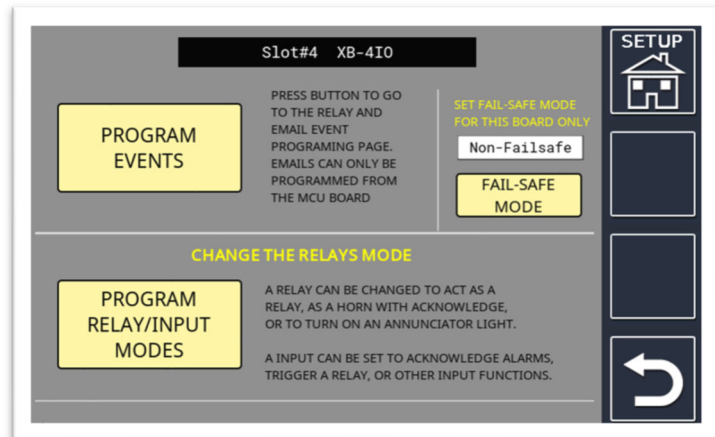 Slot#4 XB-4IO
SETUP
PROGRAM
EVENTS
PRESS BUTTON TO GO
TO THE RELAY AND
EMAIL EVENT
PROGRAMING PAGE.
EMAILS CAN ONLY BE
PROGRAMMED FROM
THE MCU BOARD
SET FAIL-SAFE MODE
FOR THIS BOARD ONLY
Non-Failsafe
FAIL-SAFE
MODE
CHANGE THE RELAYS MODE
PROGRAM
RELAY/INPUT
MODES
A RELAY CAN BE CHANGED TO ACT AS A
RELAY, AS A HORN WITH ACKNOWLEDGE,
OR TO TURN ON AN ANNUNCIATOR LIGHT.
A INPUT CAN BE SET TO ACKNOWLEDGE ALARMS,
TRIGGER A RELAY, OR OTHER INPUT FUNCTIONS.